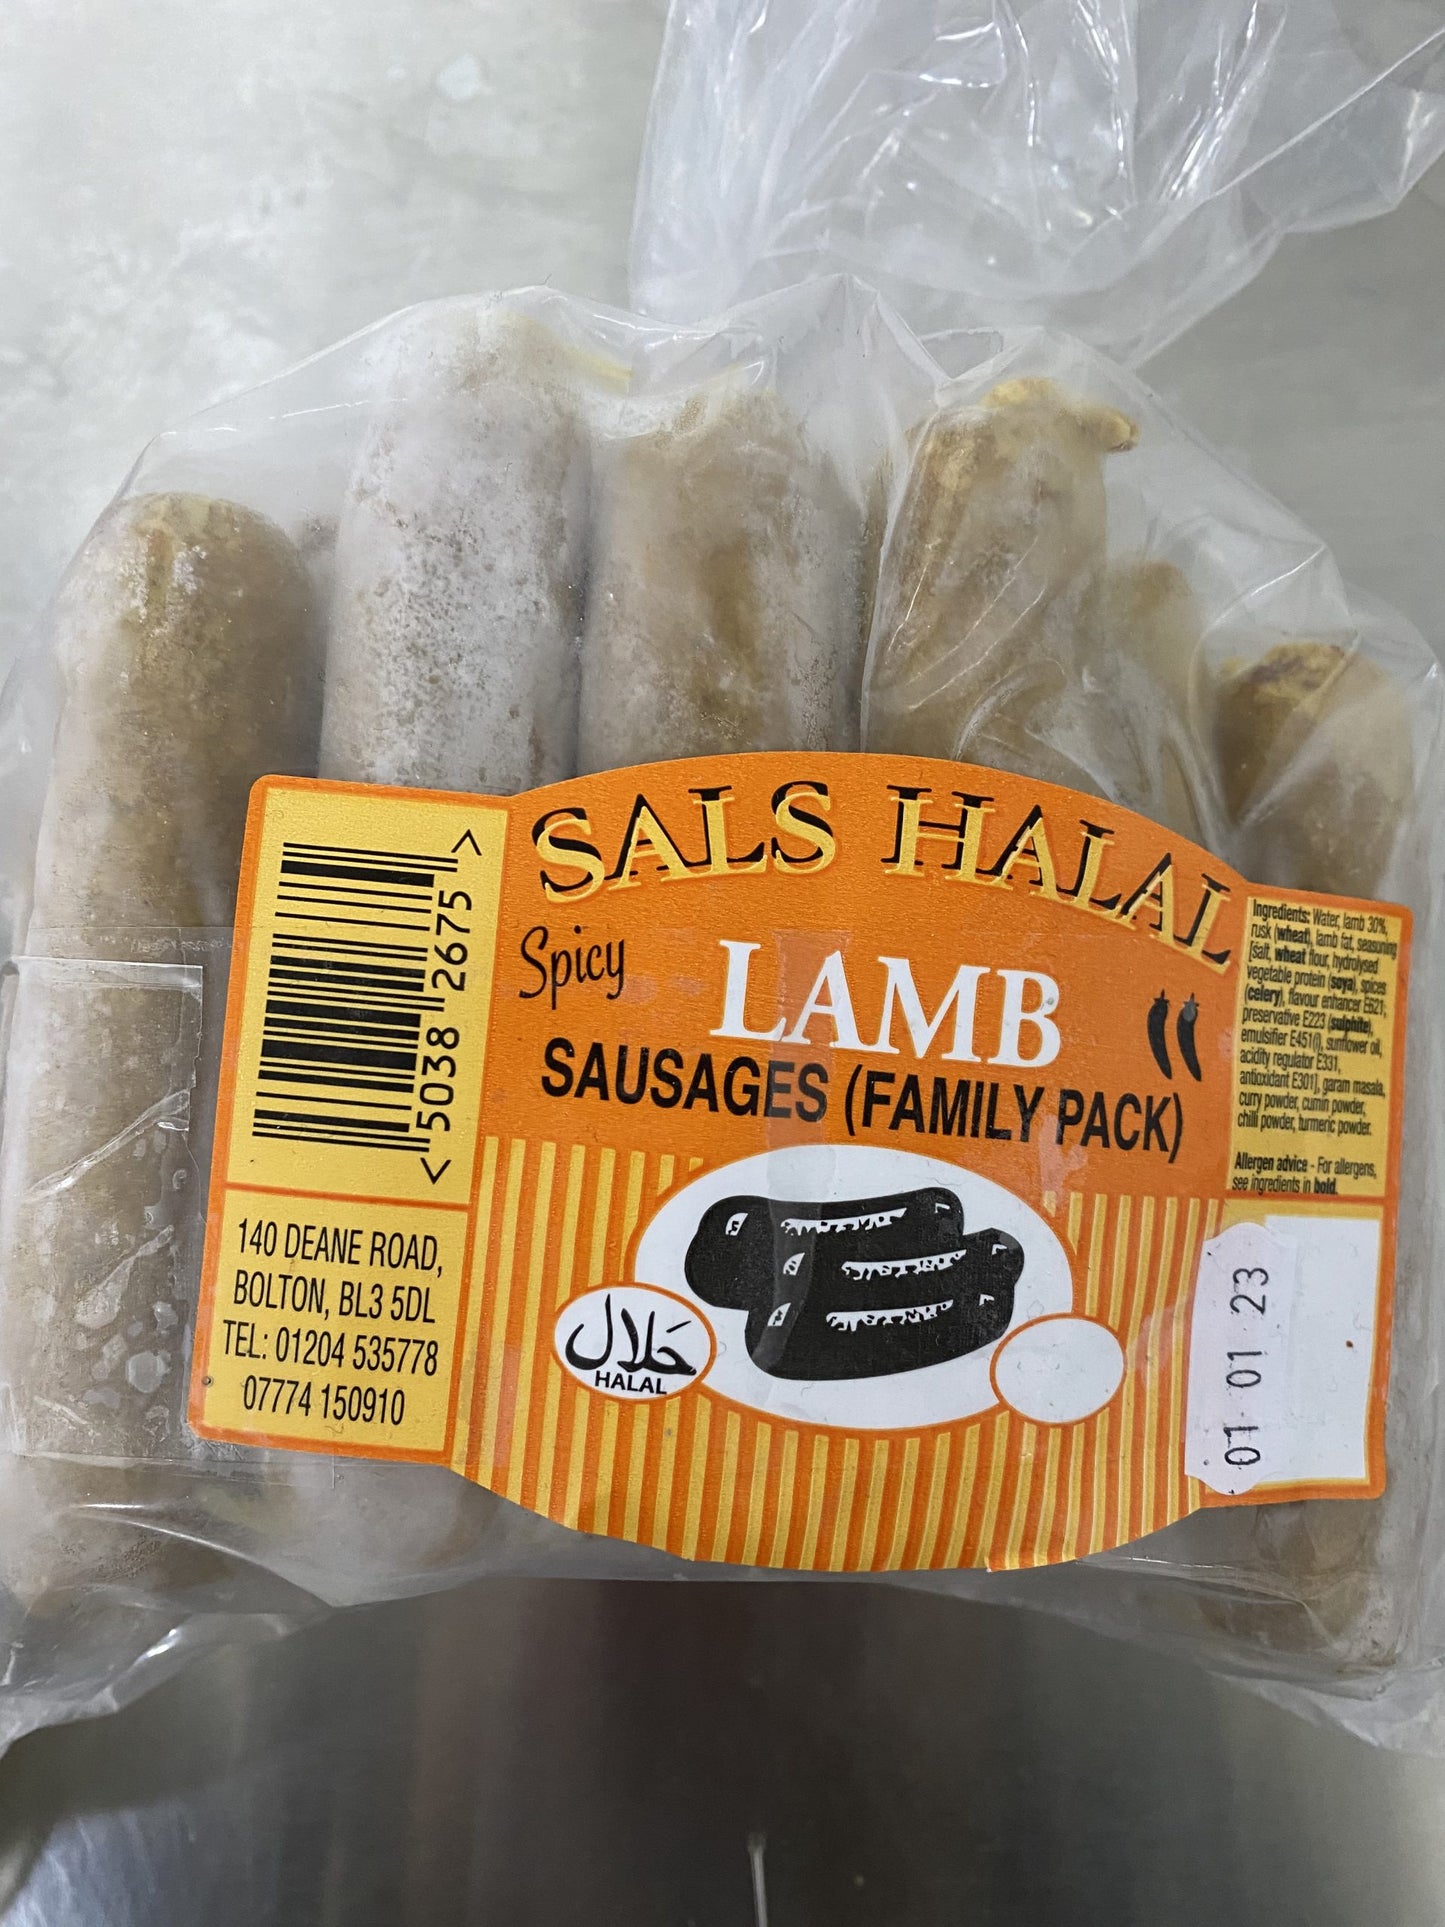 SALS HALAL
Spicy
LAMB
SAUSAGES (FAMILY PACK)
<5038 2675>
140 DEANE ROAD,
BOLTON, BL3 5DL
TEL: 01204 535778
07774 150910
حلال
HALAL
Ingredients: Water, lamb 30%,
rusk (wheat), lamb fat, seasoning
[salt, wheat flour, hydrolysed
vegetable protein (soya), spices
(celery), flavour enhancer E621,
preservative E223 (sulphite),
emulsifier E451(i), sunflower oil,
acidity regulator E331,
antioxidant E301], garam masala,
curry powder, cumin powder,
chilli powder, turmeric powder.
Allergen advice - For allergens,
see ingredients in bold.
01 01 23